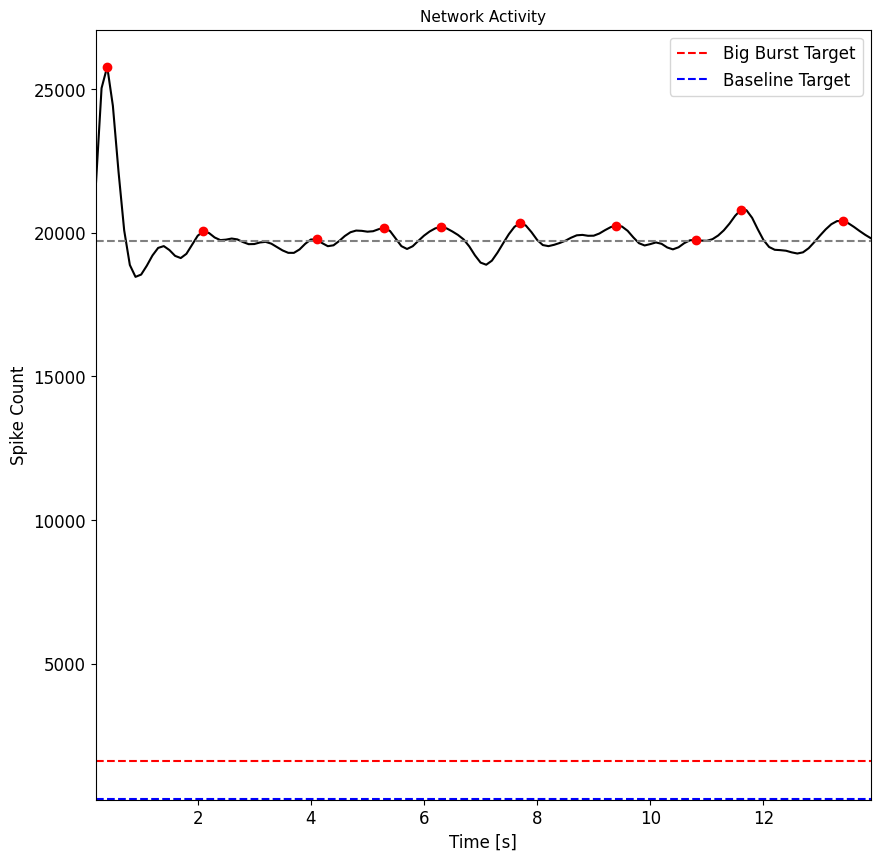 Network Activity
Big Burst Target
Baseline Target
25000
20000
15000
10000
5000
Spike Count
2 4 6 8 10 12
Time [s]